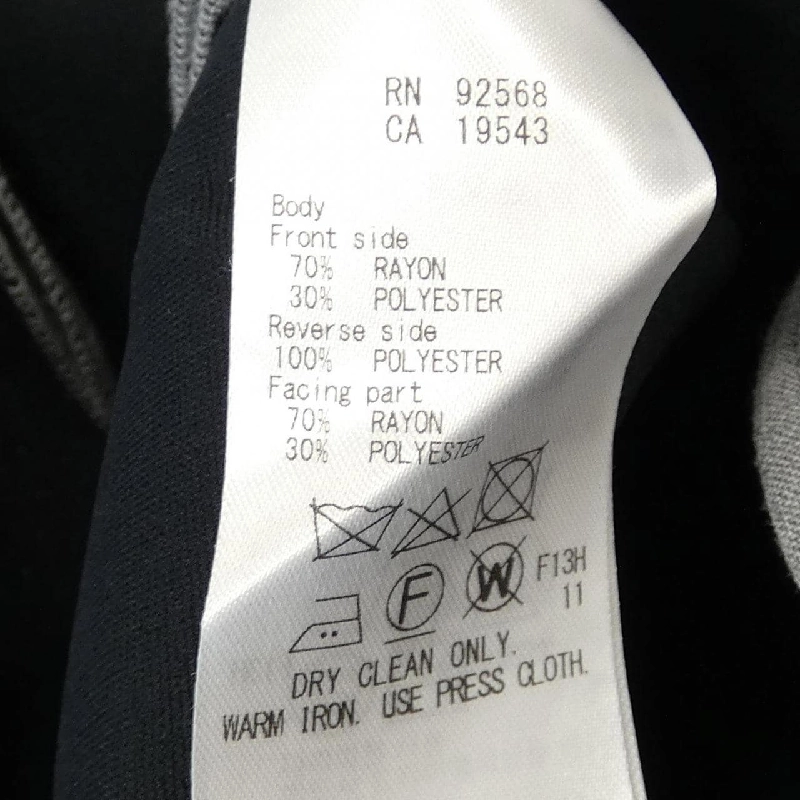 RN 92568
CA 19543
Body
Front side
70% RAYON
30% POLYESTER
Reverse side
100% POLYESTER
Facing part
70% RAYON
30% POLYESTER
F W F13H
11
DRY CLEAN ONLY.
WARM IRON. USE PRESS CLOTH.